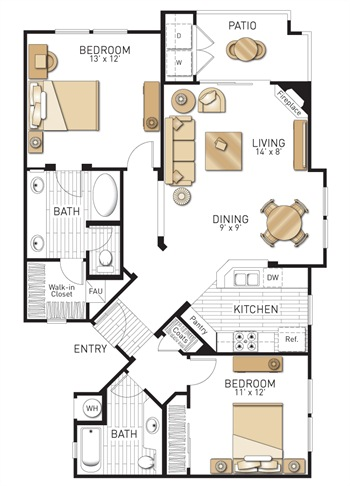 PATIO
D
W
BEDROOM
13' x 12'
Fireplace
LIVING
14' x 8'
DINING
9' x 9'
BATH
Walk-in
Closet
FAU
DW
KITCHEN
Pantry
Ref.
Coats
ENTRY
BEDROOM
11' x 12'
WH
BATH